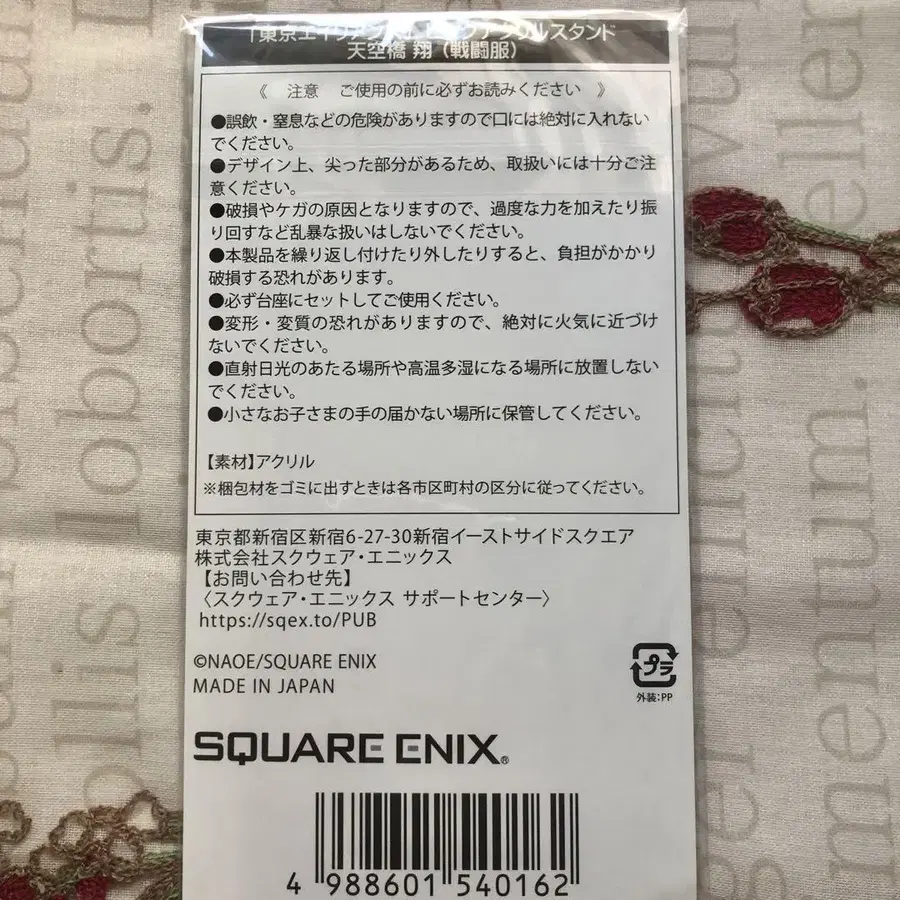 「東京エイリアンズ」 アクリルスタンド
天空橋 翔（戦闘服）
《 注意 ご使用の前に必ずお読みください 》
●誤飲・窒息などの危険がありますので口には絶対に入れない
でください。
●デザイン上、尖った部分があるため、取扱いには十分ご注
意ください。
●破損やケガの原因となりますので、過度な力を加えたり振
り回すなど乱暴な扱いはしないでください。
●本製品を繰り返し付けたり外したりすると、負担がかかり
破損する恐れがあります。
●必ず台座にセットしてご使用ください。
●変形・変質の恐れがありますので、絶対に火気に近づけ
ないでください。
●直射日光のあたる場所や高温多湿になる場所に放置しない
でください。
●小さなお子さまの手の届かない場所に保管してください。
【素材】アクリル
※梱包材をゴミに出すときは各市区町村の区分に従ってください。
東京都新宿区新宿6-27-30新宿イーストサイドスクエア
株式会社スクウェア・エニックス
【お問い合わせ先】
〈スクウェア・エニックス サポートセンター〉
https://sqex.to/PUB
©NAOE/SQUARE ENIX
MADE IN JAPAN
プラ
外装:PP
SQUARE ENIX®
4 988601 540162
lobortis.
mentum.